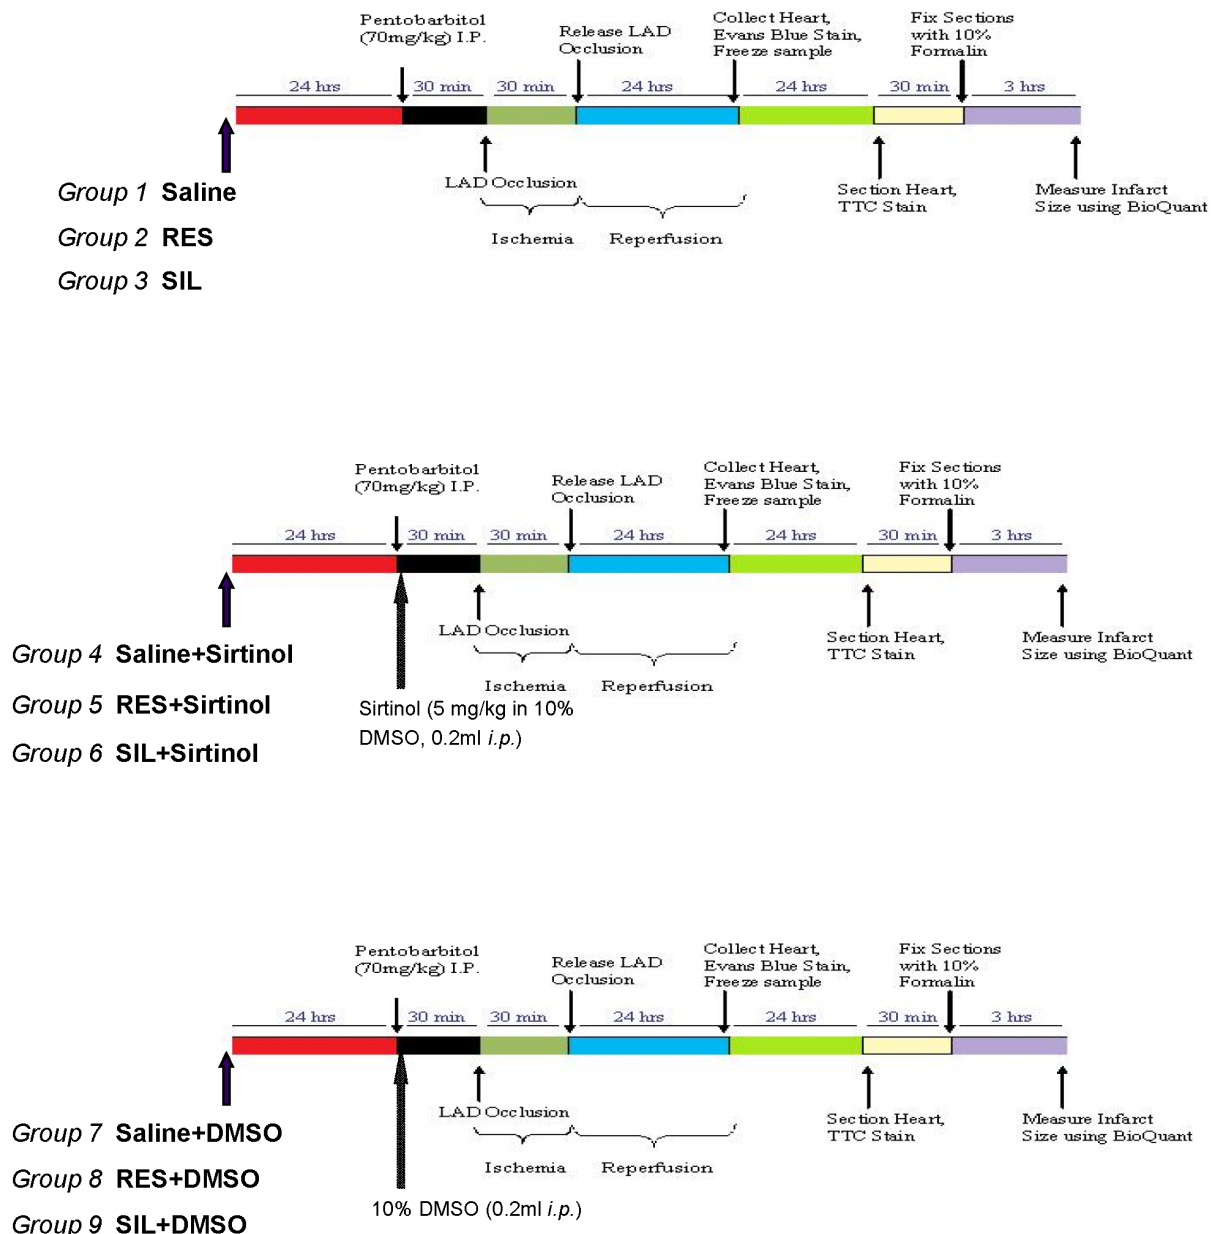 Pentobarbitol
(70mg/kg) I.P.
Release LAD
Occlusion
Collect Heart,
Evans Blue Stain,
Freeze sample
Fix Sections
with 10%
Formalin
24 hrs 30 min 30 min 24 hrs 24 hrs 30 min 3 hrs
LAD Occlusion
Ischemia Reperfusion
Section Heart,
TTC Stain
Measure Infarct
Size using BioQuant
Group 1 Saline
Group 2 RES
Group 3 SIL
Pentobarbitol
(70mg/kg) I.P.
Release LAD
Occlusion
Collect Heart,
Evans Blue Stain,
Freeze sample
Fix Sections
with 10%
Formalin
24 hrs 30 min 30 min 24 hrs 24 hrs 30 min 3 hrs
LAD Occlusion
Ischemia Reperfusion
Section Heart,
TTC Stain
Measure Infarct
Size using BioQuant
Group 4 Saline+Sirtinol
Group 5 RES+Sirtinol
Group 6 SIL+Sirtinol
Sirtinol (5 mg/kg in 10%
DMSO, 0.2ml i.p.)
Pentobarbitol
(70mg/kg) I.P.
Release LAD
Occlusion
Collect Heart,
Evans Blue Stain,
Freeze sample
Fix Sections
with 10%
Formalin
24 hrs 30 min 30 min 24 hrs 24 hrs 30 min 3 hrs
LAD Occlusion
Ischemia Reperfusion
Section Heart,
TTC Stain
Measure Infarct
Size using BioQuant
Group 7 Saline+DMSO
Group 8 RES+DMSO
Group 9 SIL+DMSO
10% DMSO (0.2ml i.p.)